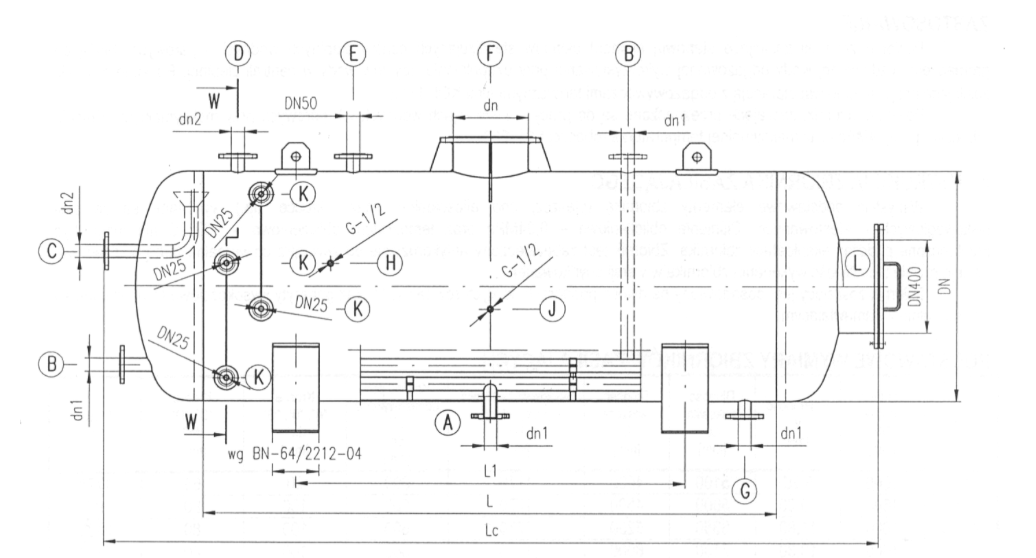 D
E
F
B
W
DN50
dn
dn2
dn1
K
DN25
G-1/2
dn2
C
DN25
K
H
G-1/2
L
DN400
DN
DN25
K
J
DN25
B
K
dn1
W
A
dn1
dn1
wg BN-64/2212-04
L1
G
L
Lc